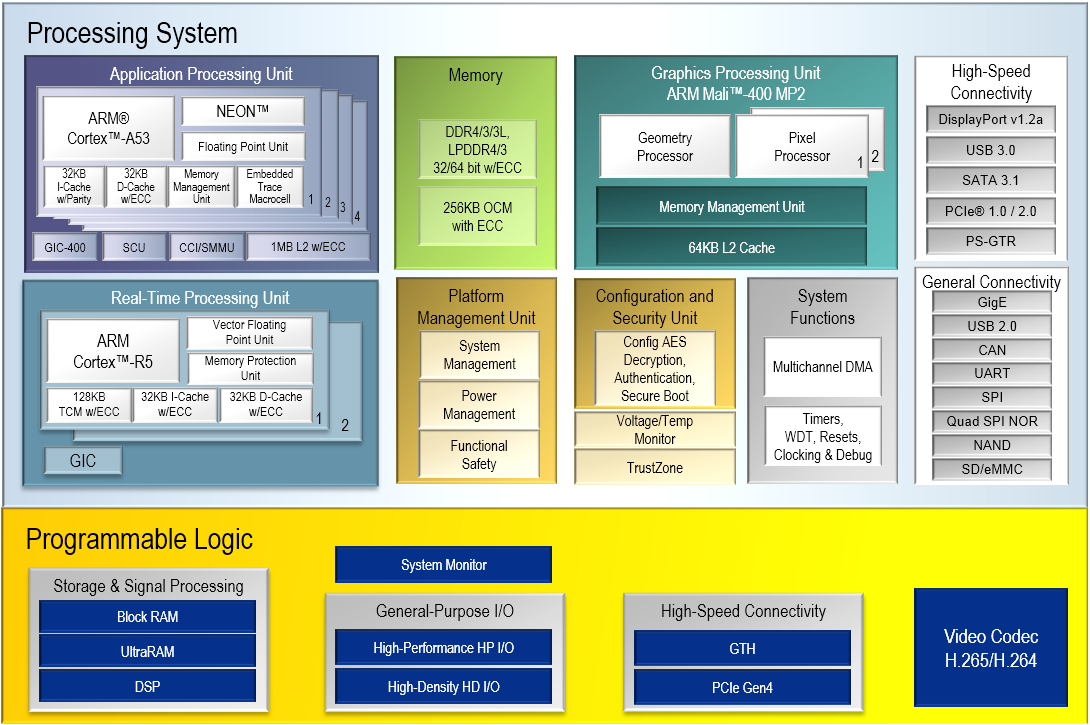 Processing System
Application Processing Unit
ARM®
Cortex™-A53
NEON™
Floating Point Unit
32KB
I-Cache
w/Parity
32KB
D-Cache
w/ECC
Memory
Management
Unit
Embedded
Trace
Macrocell
1
2
3
4
GIC-400
SCU
CCI/SMMU
1MB L2 w/ECC
Memory
DDR4/3/3L,
LPDDR4/3
32/64 bit w/ECC
256KB OCM
with ECC
Graphics Processing Unit
ARM Mali™-400 MP2
Geometry
Processor
Pixel
Processor
1
2
Memory Management Unit
64KB L2 Cache
High-Speed
Connectivity
DisplayPort v1.2a
USB 3.0
SATA 3.1
PCIe® 1.0 / 2.0
PS-GTR
Real-Time Processing Unit
ARM
Cortex™-R5
Vector Floating
Point Unit
Memory Protection
Unit
128KB
TCM w/ECC
32KB I-Cache
w/ECC
32KB D-Cache
w/ECC
1
2
GIC
Platform
Management Unit
System
Management
Power
Management
Functional
Safety
Configuration and
Security Unit
Config AES
Decryption,
Authentication,
Secure Boot
Voltage/Temp
Monitor
TrustZone
System
Functions
Multichannel DMA
Timers,
WDT, Resets,
Clocking & Debug
General Connectivity
GigE
USB 2.0
CAN
UART
SPI
Quad SPI NOR
NAND
SD/eMMC
Programmable Logic
Storage & Signal Processing
Block RAM
UltraRAM
DSP
System Monitor
General-Purpose I/O
High-Performance HP I/O
High-Density HD I/O
High-Speed Connectivity
GTH
PCIe Gen4
Video Codec
H.265/H.264